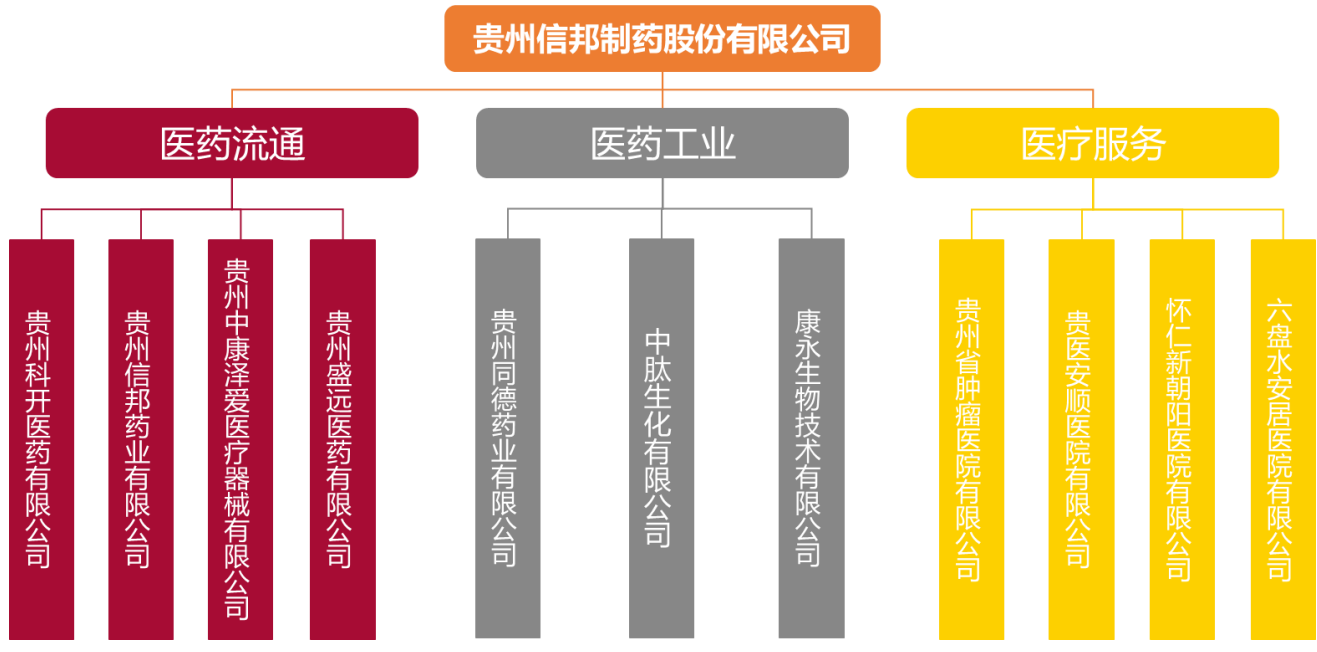 贵州信邦制药股份有限公司
医药流通
医药工业
医疗服务
贵州科开医药有限公司
贵州信邦药业有限公司
贵州中康泽爱医疗器械有限公司
贵州盛远医药有限公司
贵州同德药业有限公司
中肽生化有限公司
康永生物技术有限公司
贵州省肿瘤医院有限公司
贵医安顺医院有限公司
怀仁新朝阳医院有限公司
六盘水安居医院有限公司